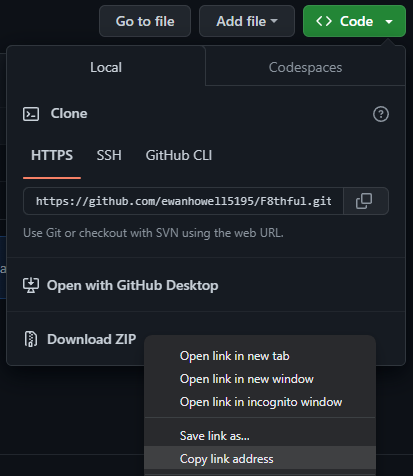 Go to file Add file Code
Local Codespaces
Clone
HTTPS SSH GitHub CLI
https://github.com/ewanhowell5195/F8thful.git
Use Git or checkout with SVN using the web URL.
Open with GitHub Desktop
Download ZIP
Open link in new tab
Open link in new window
Open link in incognito window
Save link as...
Copy link address